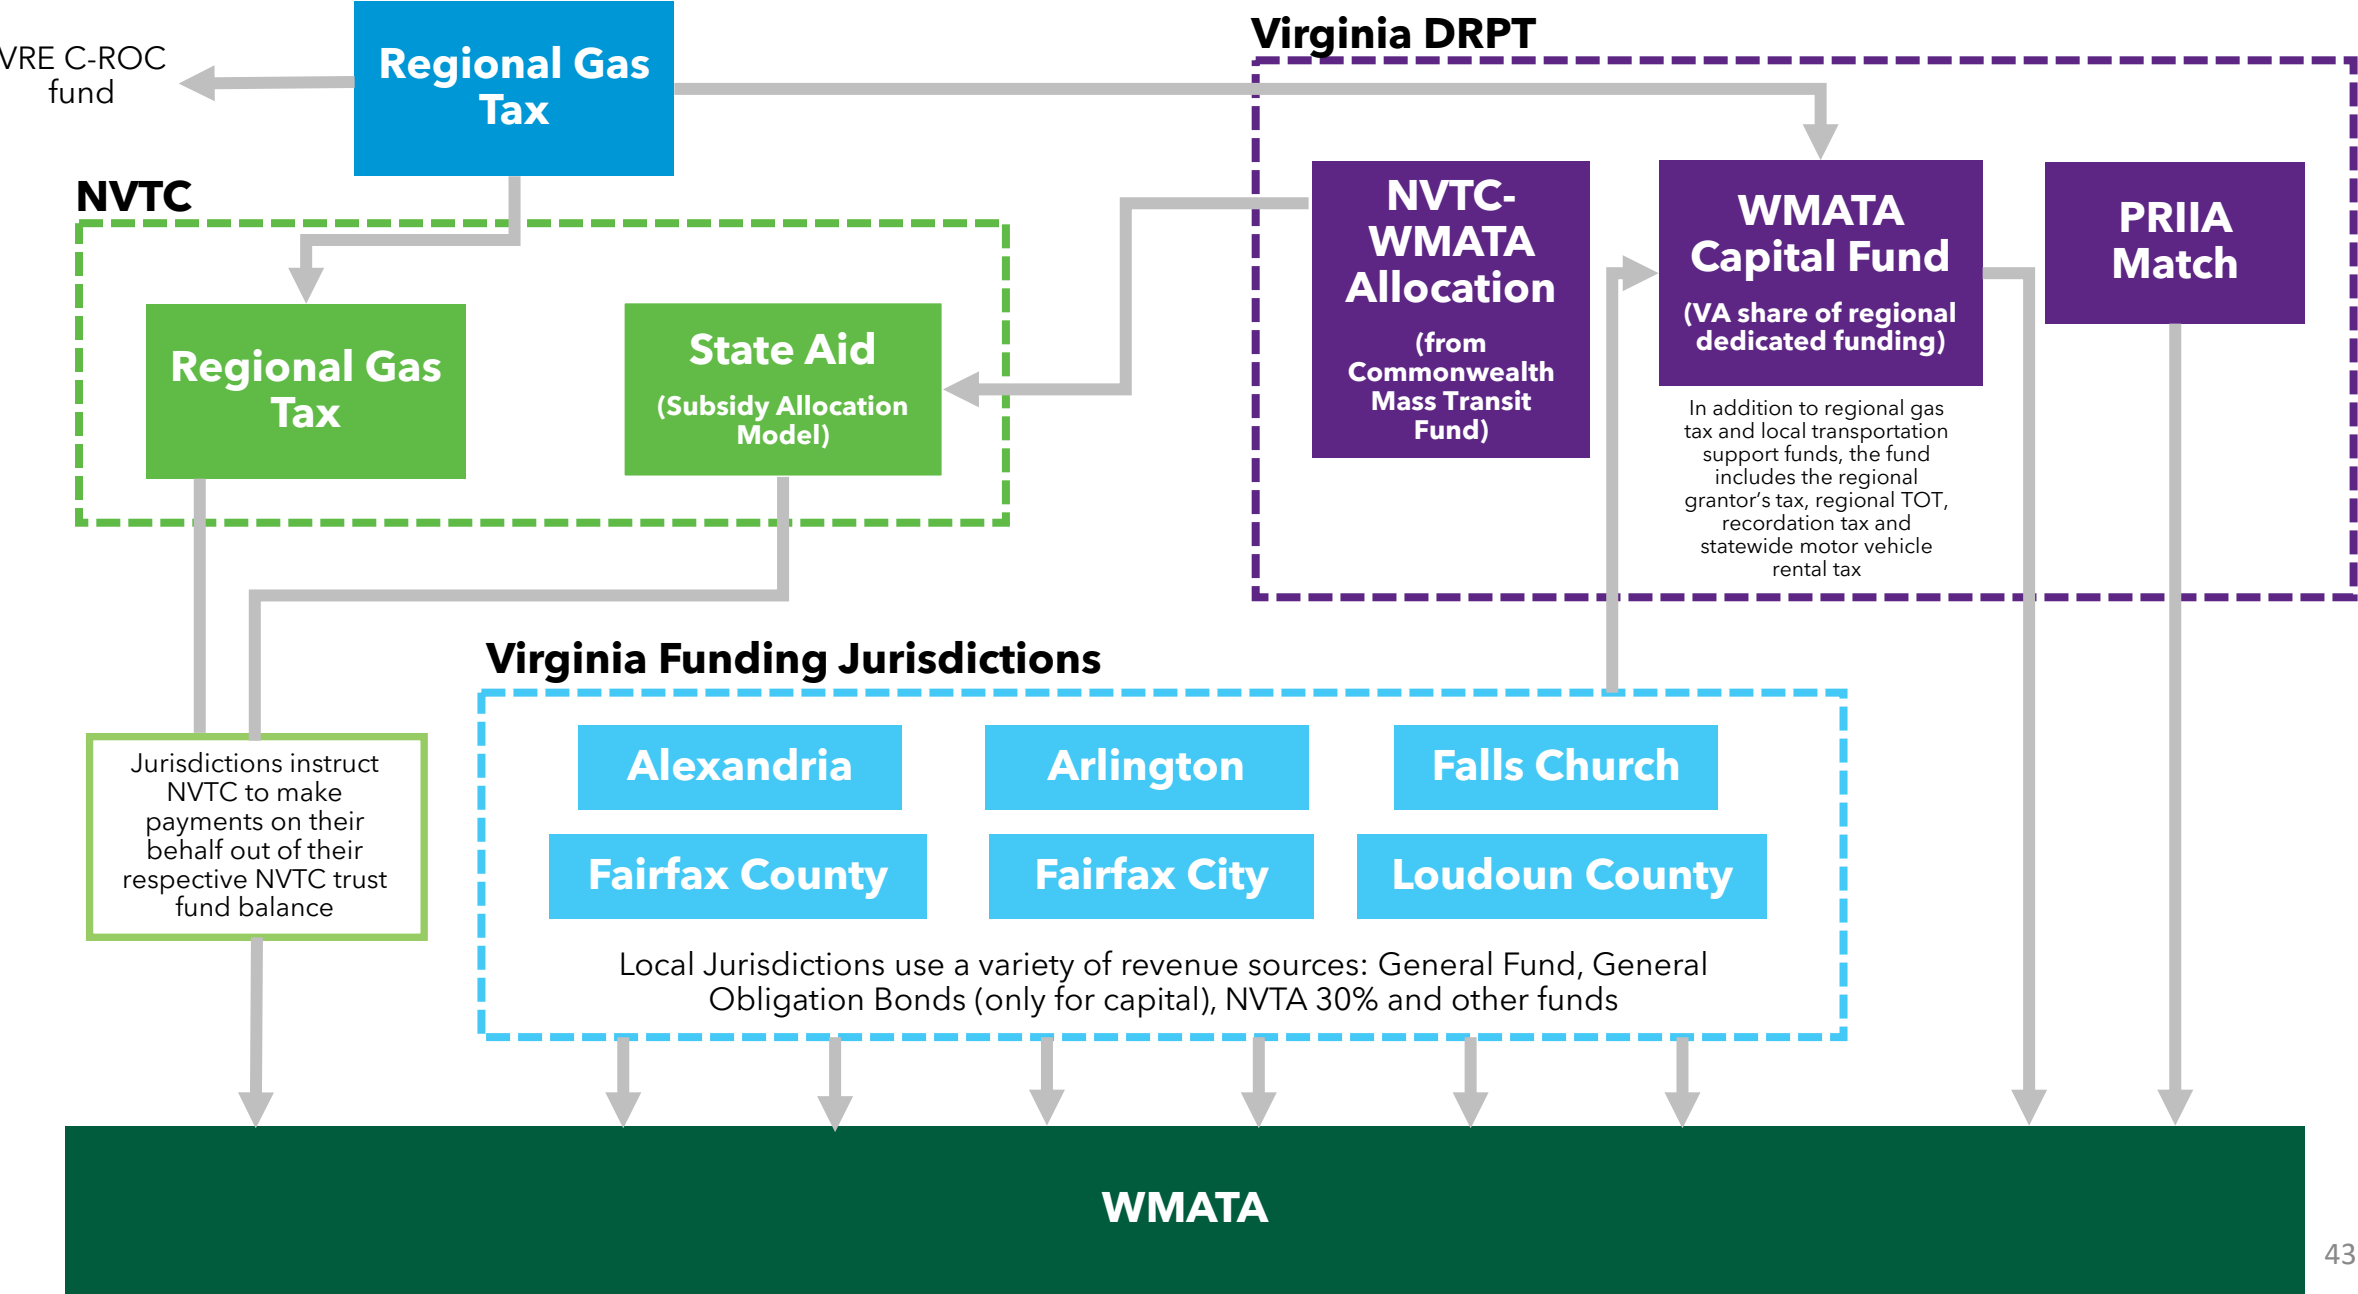 VRE C-ROC
fund
Regional Gas
Tax
Virginia DRPT
NVTC
Regional Gas
Tax
State Aid
(Subsidy Allocation
Model)
NVTC-
WMATA
Allocation
(from
Commonwealth
Mass Transit
Fund)
WMATA
Capital Fund
(VA share of regional
dedicated funding)
In addition to regional gas
tax and local transportation
support funds, the fund
includes the regional
grantor’s tax, regional TOT,
recordation tax and
statewide motor vehicle
rental tax
PRIIA
Match
Virginia Funding Jurisdictions
Alexandria
Arlington
Falls Church
Fairfax County
Fairfax City
Loudoun County
Local Jurisdictions use a variety of revenue sources: General Fund, General
Obligation Bonds (only for capital), NVTA 30% and other funds
Jurisdictions instruct
NVTC to make
payments on their
behalf out of their
respective NVTC trust
fund balance
WMATA
43